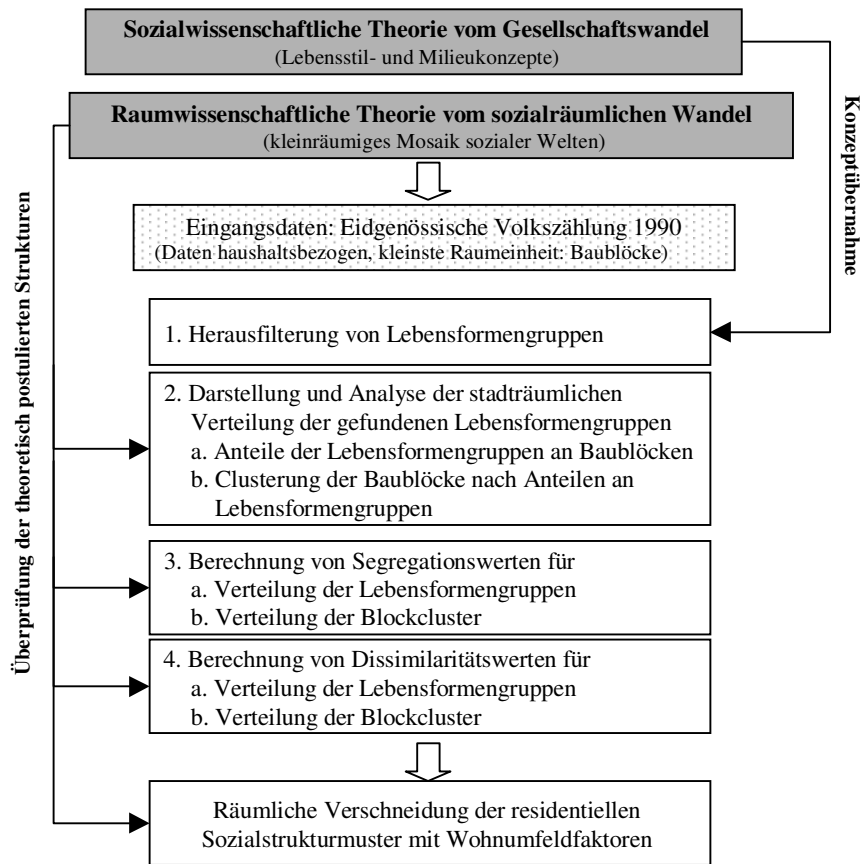 Sozialwissenschaftliche Theorie vom Gesellschaftswandel
(Lebensstil- und Milieukonzepte)
Raumwissenschaftliche Theorie vom sozialräumlichen Wandel
(kleinräumiges Mosaik sozialer Welten)
Konzeptübernahme
Überprüfung der theoretisch postulierten Strukturen
Eingangsdaten: Eidgenössische Volkszählung 1990
(Daten haushaltsbezogen, kleinste Raumeinheit: Baublöcke)
1. Herausfilterung von Lebensformengruppen
2. Darstellung und Analyse der stadträumlichen
Verteilung der gefundenen Lebensformengruppen
a. Anteile der Lebensformengruppen an Baublöcken
b. Clusterung der Baublöcke nach Anteilen an
Lebensformengruppen
3. Berechnung von Segregationswerten für
a. Verteilung der Lebensformengruppen
b. Verteilung der Blockcluster
4. Berechnung von Dissimilaritätswerten für
a. Verteilung der Lebensformengruppen
b. Verteilung der Blockcluster
Räumliche Verschneidung der residentiellen
Sozialstrukturmuster mit Wohnumfeldfaktoren